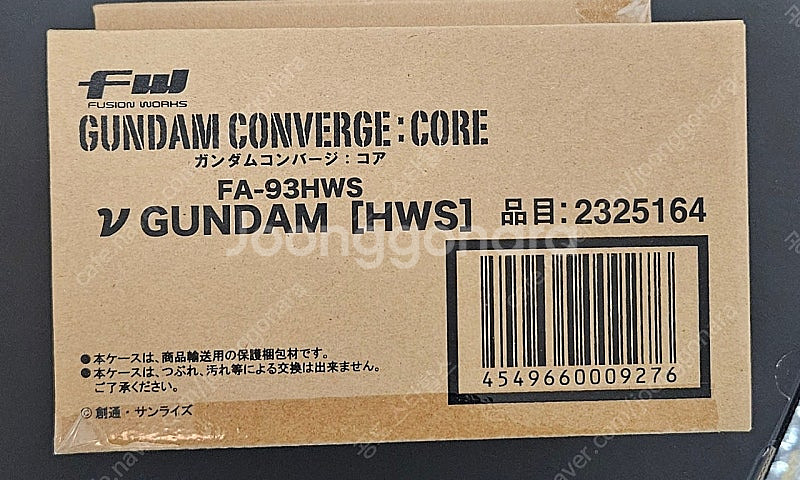 FW
FUSION WORKS
GUNDAM CONVERGE:CORE
ガンダムコンバージ：コア
FA-93HWS
ν GUNDAM [HWS] 品目:2325164
Joonggonara
●本ケースは、商品輸送用の保護梱包材です。
●本ケースは、つぶれ、汚れ等による交換は出来ません。
ご了承ください。
4549660009276
©創通・サンライズ